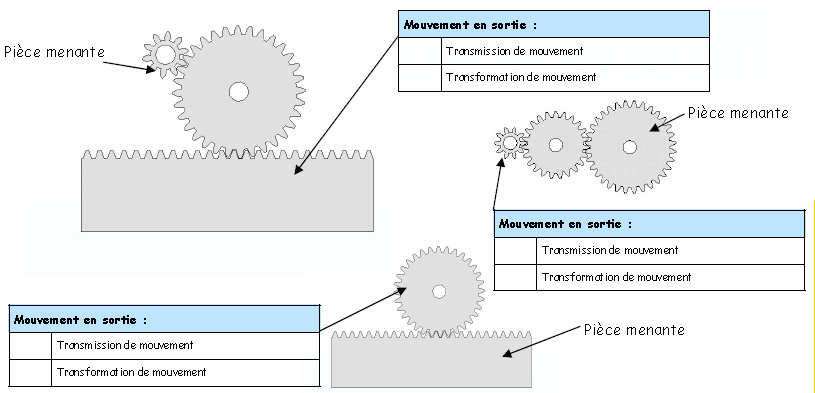 Mouvement en sortie :
Transmission de mouvement
Transformation de mouvement
Pièce menante
Pièce menante
Mouvement en sortie :
Transmission de mouvement
Transformation de mouvement
Mouvement en sortie :
Transmission de mouvement
Transformation de mouvement
Pièce menante